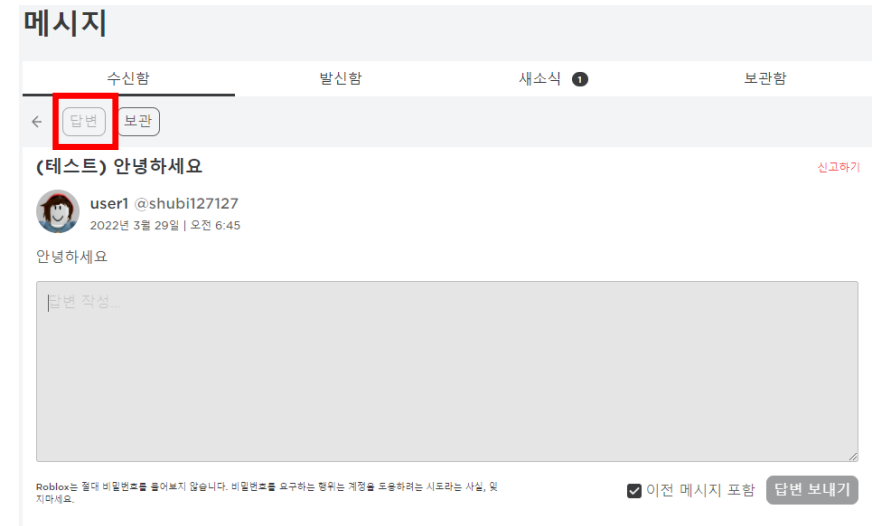 메시지
수신함 발신함 새소식 1 보관함
← 답변 보관
(테스트) 안녕하세요 신고하기
user1 @shubi127127
2022년 3월 29일 | 오전 6:45
안녕하세요
답변 작성...
Roblox는 절대 비밀번호를 물어보지 않습니다. 비밀번호를 요구하는 행위는 계정을 도용하려는 시도라는 사실, 잊
지마세요.
이전 메시지 포함 답변 보내기